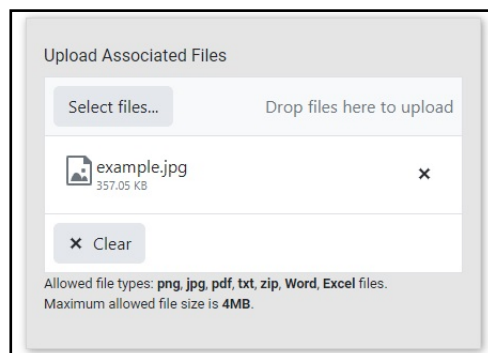 Upload Associated Files
Select files... Drop files here to upload
example.jpg
357.05 KB
× Clear
Allowed file types: png, jpg, pdf, txt, zip, Word, Excel files.
Maximum allowed file size is 4MB.